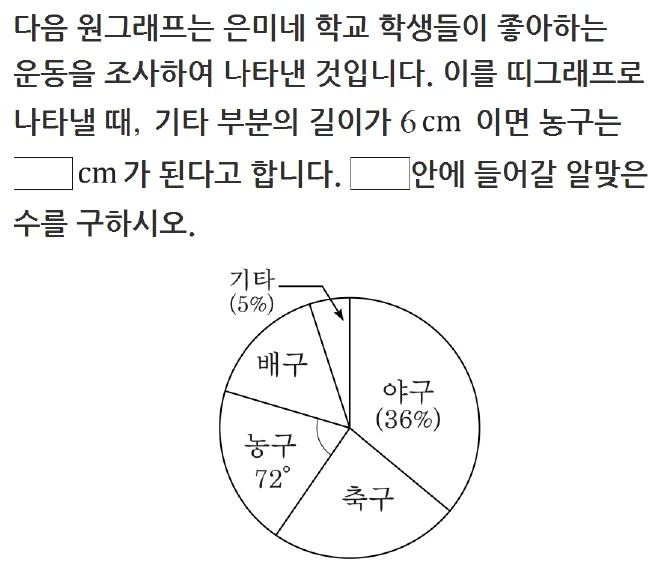 다음 원그래프는 은미네 학교 학생들이 좋아하는
운동을 조사하여 나타낸 것입니다. 이를 띠그래프로
나타낼 때, 기타 부분의 길이가 6 cm 이면 농구는
cm 가 된다고 합니다. 안에 들어갈 알맞은
수를 구하시오.
기타
(5%)
배구
야구
(36%)
농구
72°
축구